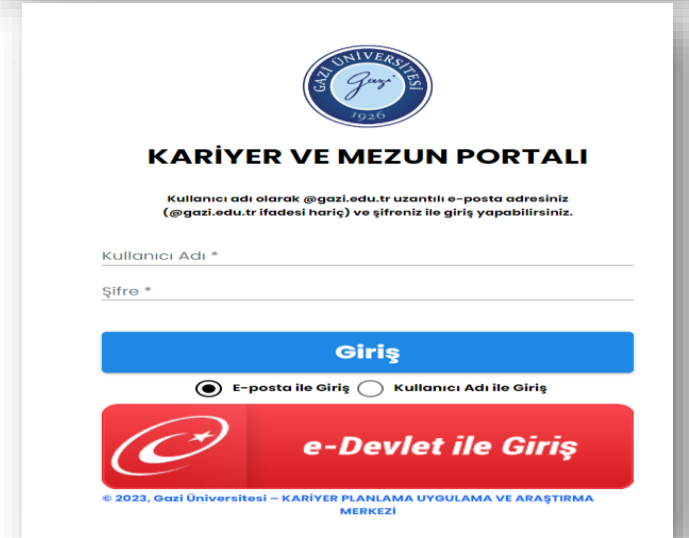 GAZİ ÜNİVERSİTESİ
Gazi
1926
KARİYER VE MEZUN PORTALI
Kullanıcı adı olarak @gazi.edu.tr uzantılı e-posta adresiniz
(@gazi.edu.tr ifadesi hariç) ve şifreniz ile giriş yapabilirsiniz.
Kullanıcı Adı *
Şifre *
Giriş
E-posta ile Giriş Kullanıcı Adı ile Giriş
e-Devlet ile Giriş
© 2023, Gazi Üniversitesi – KARİYER PLANLAMA UYGULAMA VE ARAŞTIRMA
MERKEZİ